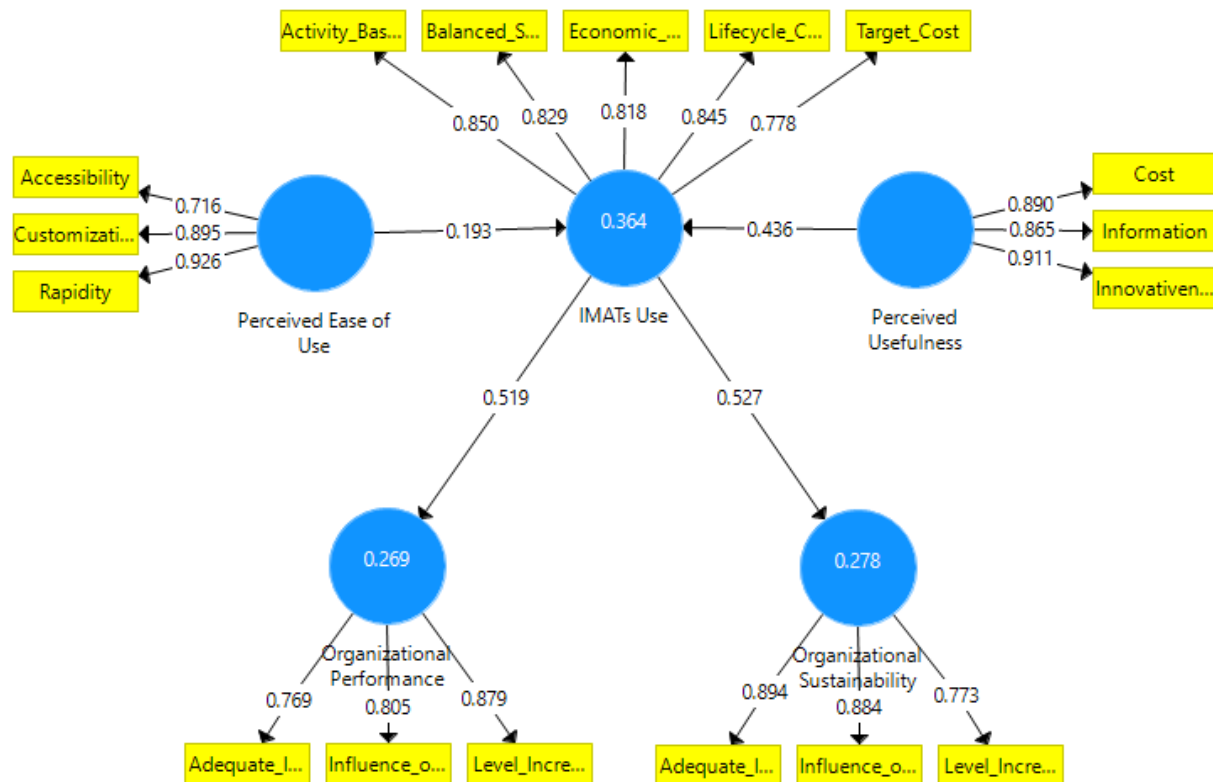 Activity_Bas...
Balanced_S...
Economic_...
Lifecycle_C...
Target_Cost
0.850
0.829
0.818
0.845
0.778
Accessibility
Customizati...
Rapidity
0.716
0.895
0.926
0.193
0.364
0.436
0.890
0.865
0.911
Cost
Information
Innovativen...
Perceived Ease of
Use
IMATs Use
Perceived
Usefulness
0.519
0.527
0.269
0.278
Organizational
Performance
Organizational
Sustainability
0.769
0.805
0.879
0.894
0.884
0.773
Adequate_I...
Influence_o...
Level_Incre...
Adequate_I...
Influence_o...
Level_Incre...